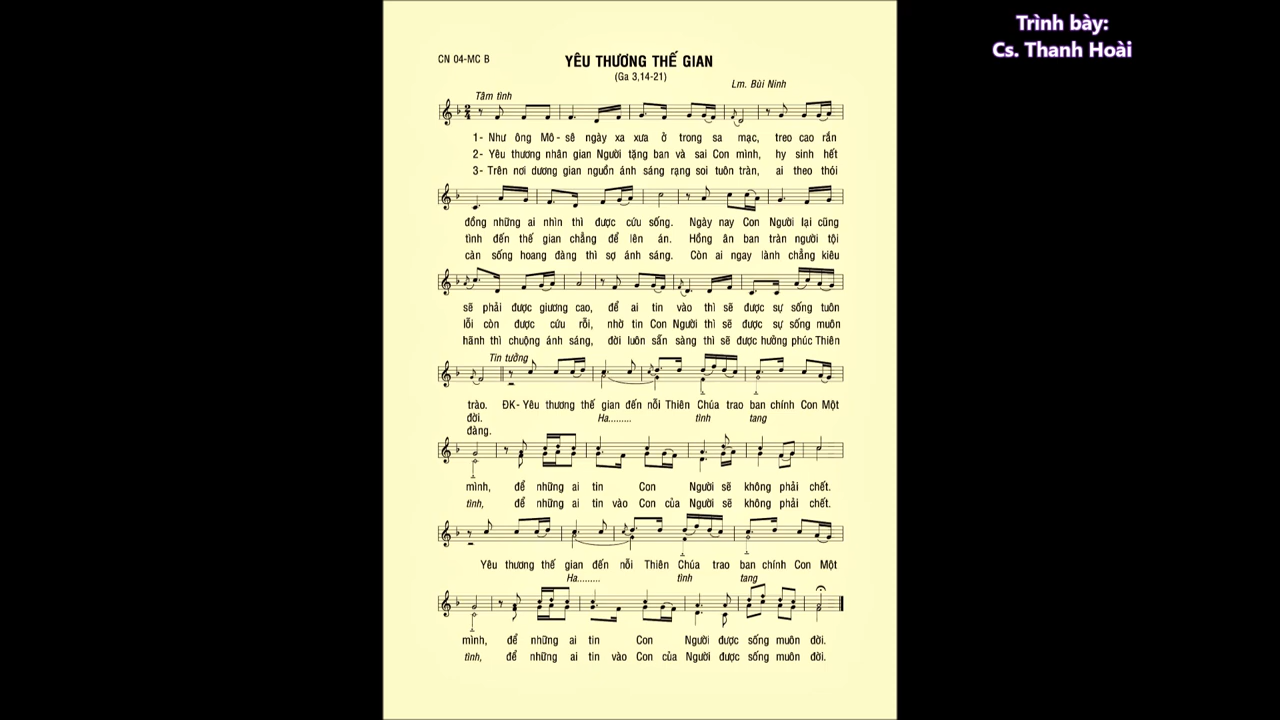 Trình bày:
Cs. Thanh Hoài
CN 04-MC B
YÊU THƯƠNG THẾ GIAN
(Ga 3,14-21)
Lm. Bùi Ninh
Tâm tình
1- Như ông Mô - sê ngày xa xưa ở trong sa mạc, treo cao rắn
2- Yêu thương nhân gian Người tặng ban và sai Con mình, hy sinh hết
3- Trên nơi dương gian nguồn ánh sáng rạng soi tuôn tràn, ai theo thói
đồng những ai nhìn thì được cứu sống. Ngày nay Con Người lại cũng
tình đến thế gian chẳng để lên án. Hồng ân ban tràn người tội
càn sống hoang đàng thì sợ ánh sáng. Còn ai ngay lành chẳng kiêu
sẽ phải được giương cao, để ai tin vào thì sẽ được sự sống tuôn
lỗi còn được cứu rỗi, nhờ tin Con Người thì sẽ được sự sống muôn
hãnh thì chuộng ánh sáng, đời luôn sẵn sàng thì sẽ được hưởng phúc Thiên
Tin tưởng
trào. ĐK- Yêu thương thế gian đến nỗi Thiên Chúa trao ban chính Con Một
đời. Ha......... tình tang
đàng.
mình, để những ai tin Con Người sẽ không phải chết.
tình, để những ai tin vào Con của Người sẽ không phải chết.
Yêu thương thế gian đến nỗi Thiên Chúa trao ban chính Con Một
Ha......... tình tang
mình, để những ai tin Con Người được sống muôn đời.
tình, để những ai tin vào Con của Người được sống muôn đời.